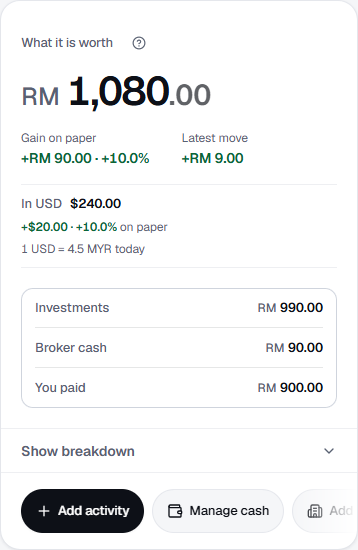 What it is worth
RM 1,080.00
Gain on paper
+RM 90.00 · +10.0%
Latest move
+RM 9.00
In USD $240.00
+$20.00 · +10.0% on paper
1 USD = 4.5 MYR today
Investments RM 990.00
Broker cash RM 90.00
You paid RM 900.00
Show breakdown
Add activity
Manage cash
Add